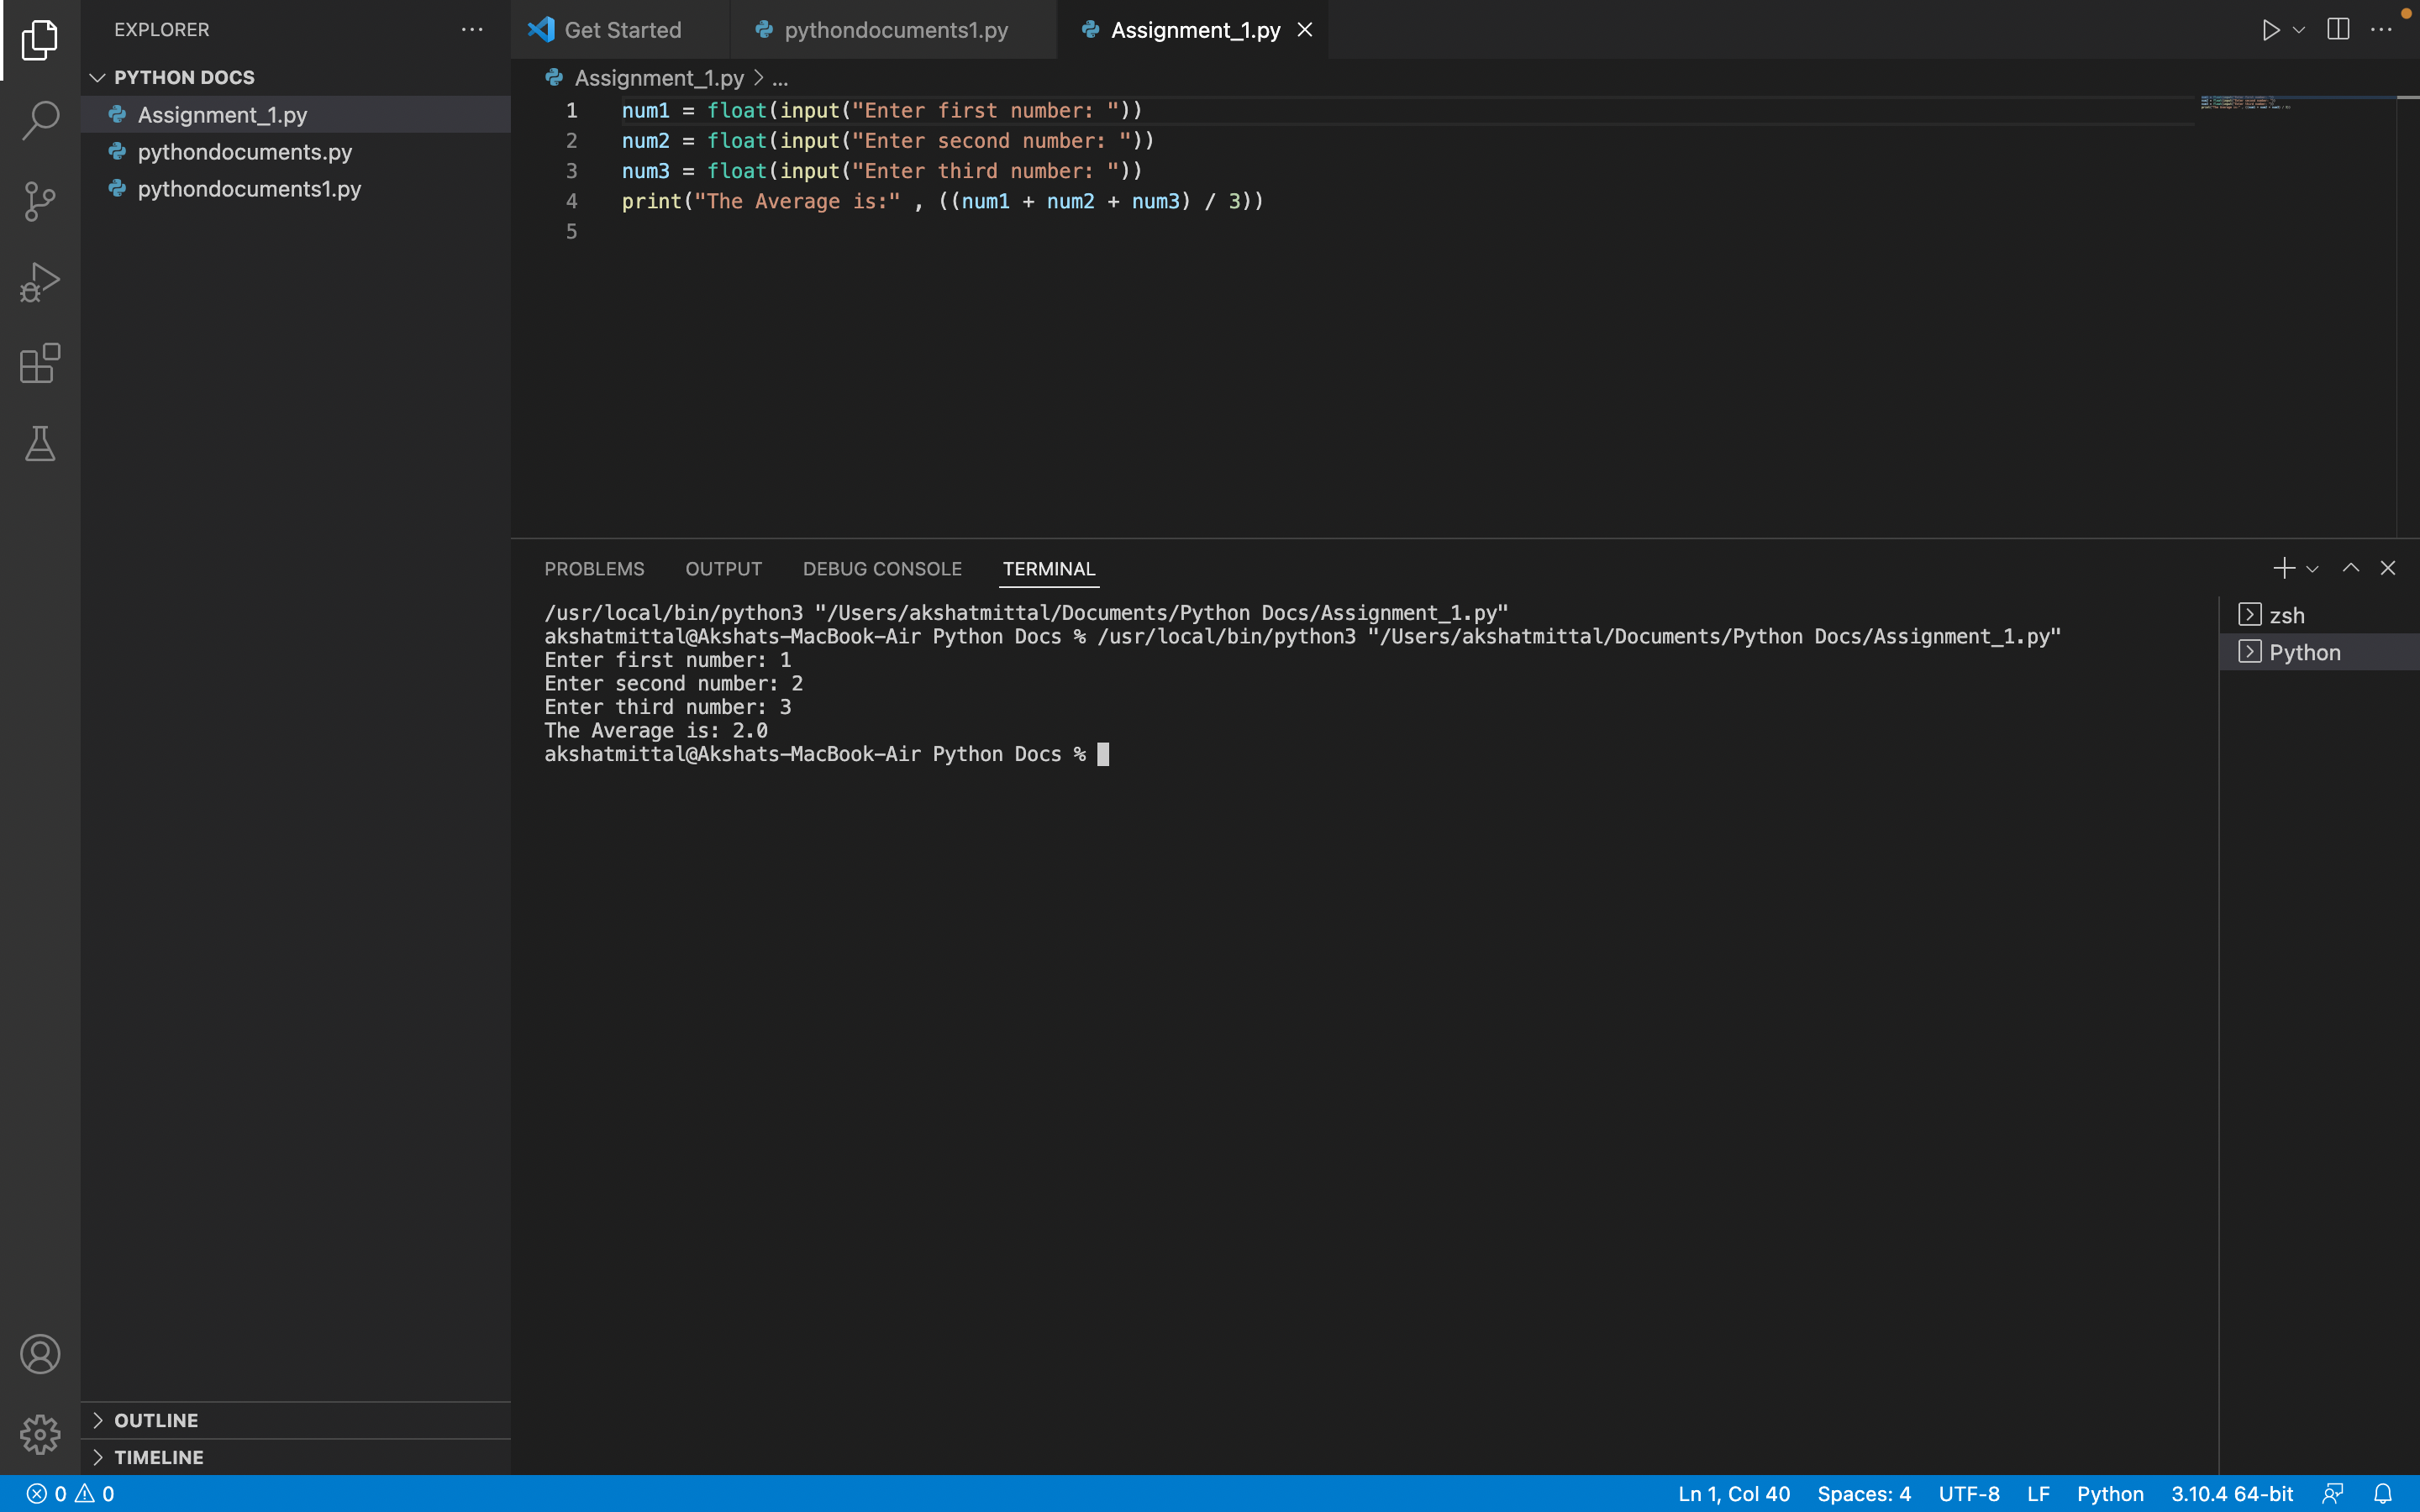 EXPLORER
PYTHON DOCS
Assignment_1.py
pythondocuments.py
pythondocuments1.py
OUTLINE
TIMELINE
Get Started pythondocuments1.py Assignment_1.py
Assignment_1.py > ...
1 num1 = float(input("Enter first number: "))
2 num2 = float(input("Enter second number: "))
3 num3 = float(input("Enter third number: "))
4 print("The Average is:" , ((num1 + num2 + num3) / 3))
5
PROBLEMS OUTPUT DEBUG CONSOLE TERMINAL
/usr/local/bin/python3 "/Users/akshatmittal/Documents/Python Docs/Assignment_1.py"
akshatmittal@Akshats-MacBook-Air Python Docs % /usr/local/bin/python3 "/Users/akshatmittal/Documents/Python Docs/Assignment_1.py"
Enter first number: 1
Enter second number: 2
Enter third number: 3
The Average is: 2.0
akshatmittal@Akshats-MacBook-Air Python Docs %
zsh
Python
0 0 Ln 1, Col 40 Spaces: 4 UTF-8 LF Python 3.10.4 64-bit